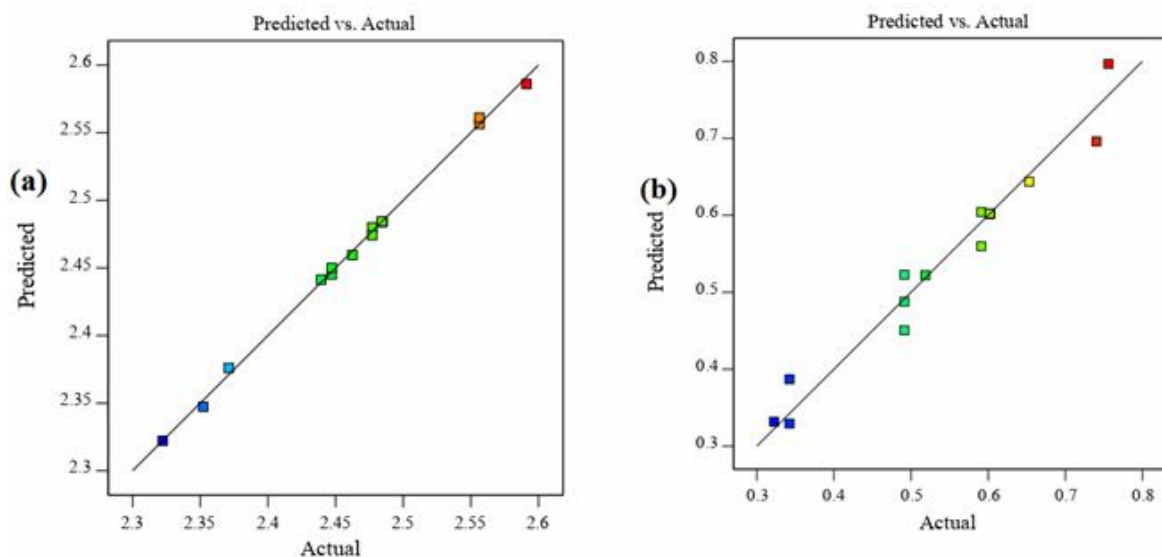 Predicted vs. Actual
(a)
Predicted
2.6
2.55
2.5
2.45
2.4
2.35
2.3
2.3 2.35 2.4 2.45 2.5 2.55 2.6
Actual
Predicted vs. Actual
(b)
Predicted
0.8
0.7
0.6
0.5
0.4
0.3
0.3 0.4 0.5 0.6 0.7 0.8
Actual